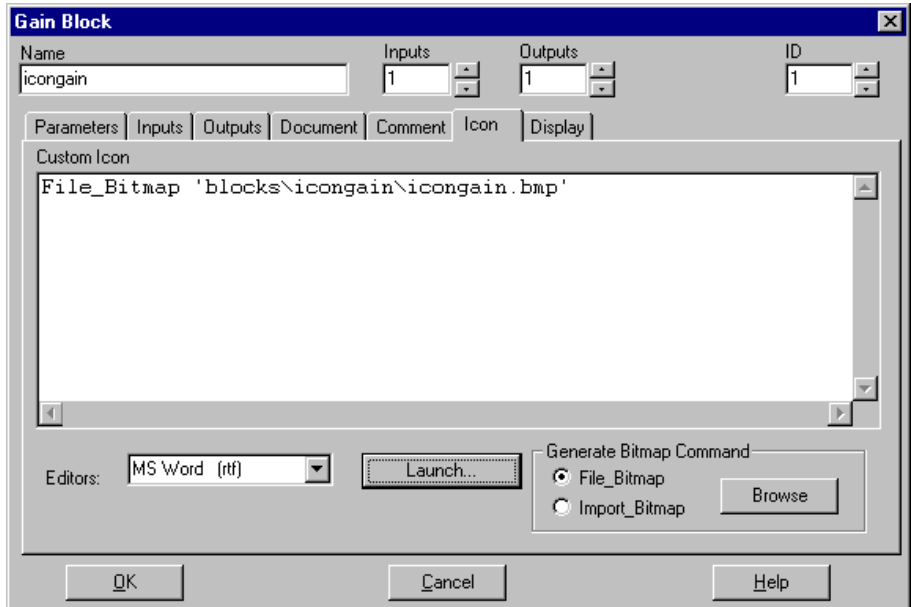 Gain Block
Name Inputs Outputs ID
icongain 1 1 1
Parameters Inputs Outputs Document Comment Icon Display
Custom Icon
File_Bitmap 'blocks\icongain\icongain.bmp'
Generate Bitmap Command
Editors: MS Word (rtf) Launch... File_Bitmap
Import_Bitmap Browse
OK Cancel Help